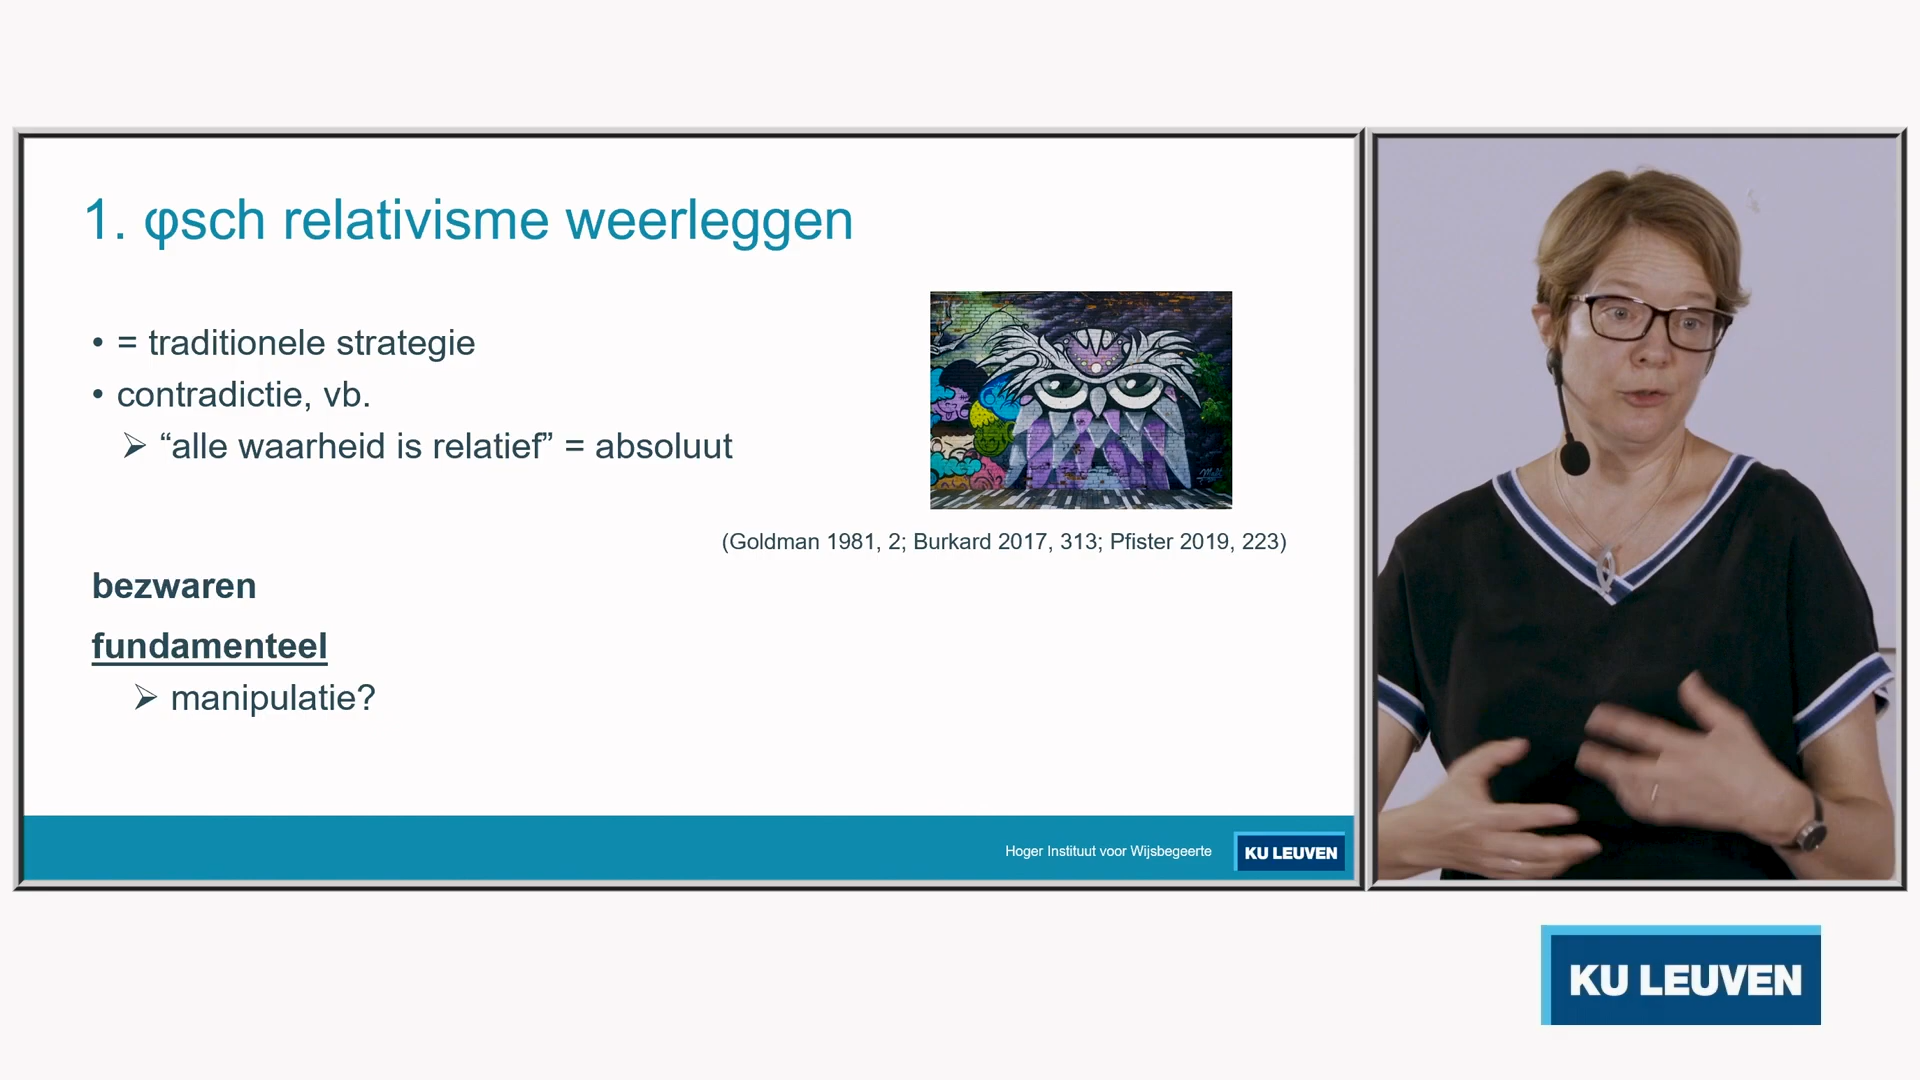 1. φsch relativisme weerleggen
• = traditionele strategie
• contradictie, vb.
➢ “alle waarheid is relatief” = absoluut
(Goldman 1981, 2; Burkard 2017, 313; Pfister 2019, 223)
bezwaren
fundamenteel
➢ manipulatie?
Hoger Instituut voor Wijsbegeerte
KU LEUVEN
KU LEUVEN